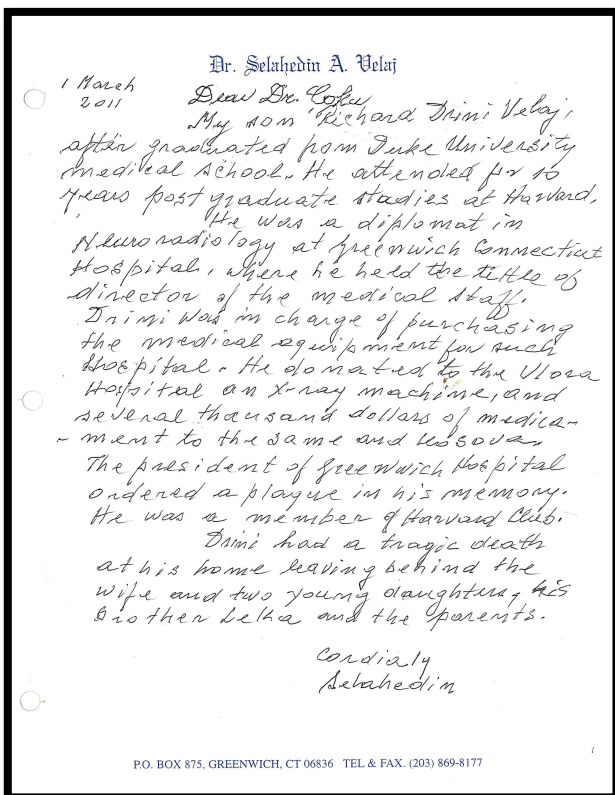 Dr. Selahedin A. Velaj
1 March
2011
Dear Dr. Coku
My son "Richard Drini Velaj,
after graduated from Duke University
medical school. He attended for 10
years post graduate studies at Harvard.
He was a diplomat in
Neuroradiology at Greenwich Connecticut
Hospital, where he held the tittle of
director of the medical staff.
Drini was in charge of purchasing
the medical equipment for such
Hospital. He donated to the Vlora
Hospital an X-ray machine, and
several thousand dollars of medica-
- ment to the same and Kosova.
The president of Greenwich Hospital
ordered a plaque in his memory.
He was a member of Harvard Club.
Drini had a tragic death
at his home leaving behind the
wife and two young daughters, his
Brother Leka and the parents.
Cordialy
Selahedin
P.O. BOX 875, GREENWICH, CT 06836 TEL & FAX. (203) 869-8177